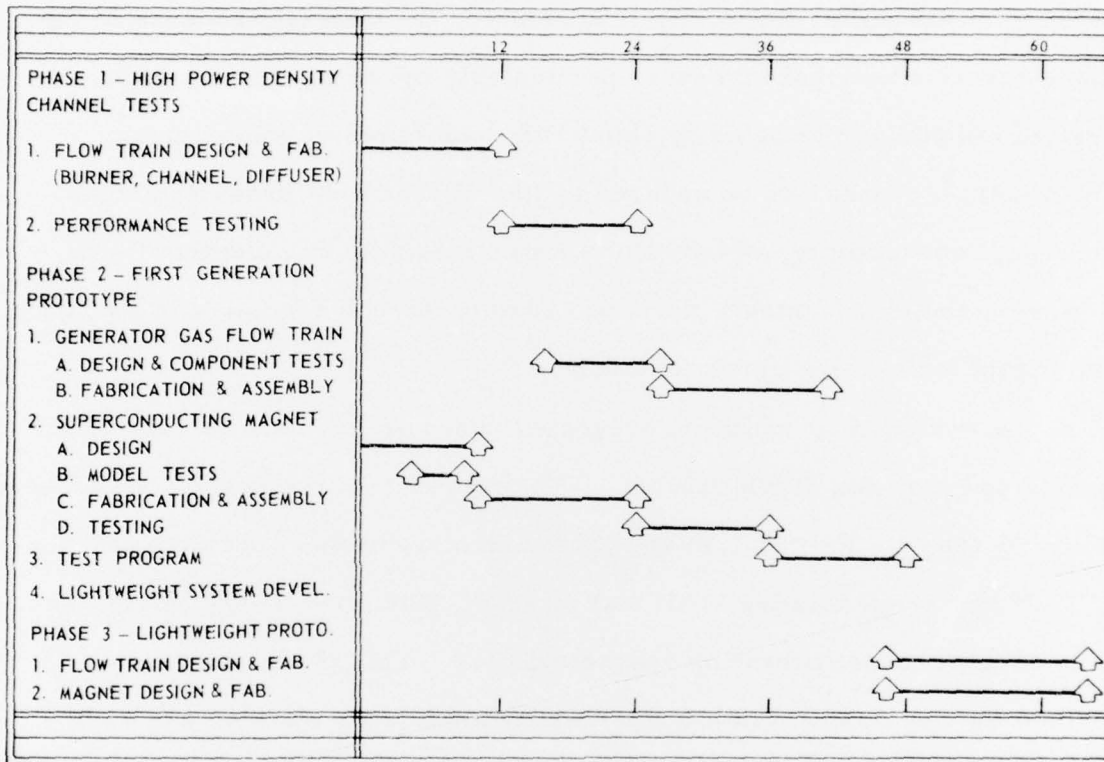 12 24 36 48 60
PHASE 1 – HIGH POWER DENSITY
CHANNEL TESTS
1. FLOW TRAIN DESIGN & FAB.
(BURNER, CHANNEL, DIFFUSER)
2. PERFORMANCE TESTING
PHASE 2 – FIRST GENERATION
PROTOTYPE
1. GENERATOR GAS FLOW TRAIN
A. DESIGN & COMPONENT TESTS
B. FABRICATION & ASSEMBLY
2. SUPERCONDUCTING MAGNET
A. DESIGN
B. MODEL TESTS
C. FABRICATION & ASSEMBLY
D. TESTING
3. TEST PROGRAM
4. LIGHTWEIGHT SYSTEM DEVEL.
PHASE 3 – LIGHTWEIGHT PROTO.
1. FLOW TRAIN DESIGN & FAB.
2. MAGNET DESIGN & FAB.